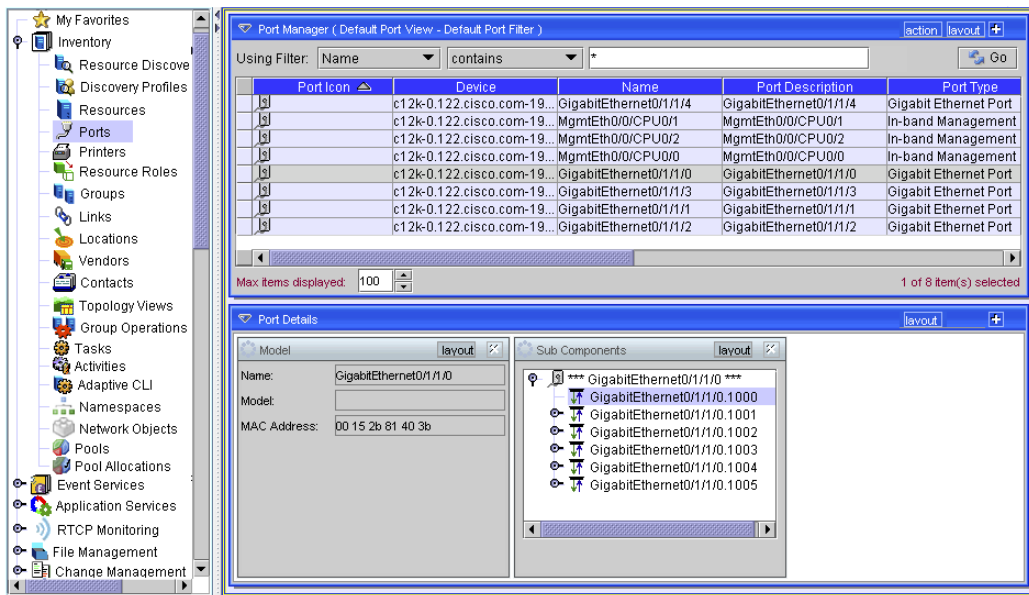 My Favorites
Inventory
Resource Discove
Discovery Profiles
Resources
Ports
Printers
Resource Roles
Groups
Links
Locations
Vendors
Contacts
Topology Views
Group Operations
Tasks
Activities
Adaptive CLI
Namespaces
Network Objects
Pools
Pool Allocations
Event Services
Application Services
RTCP Monitoring
File Management
Change Management
Port Manager ( Default Port View - Default Port Filter )
action layout
Using Filter: Name contains * Go
Port Icon Device Name Port Description Port Type
c12k-0.122.cisco.com-19... GigabitEthernet0/1/1/4 GigabitEthernet0/1/1/4 Gigabit Ethernet Port
c12k-0.122.cisco.com-19... MgmtEth0/0/CPU0/1 MgmtEth0/0/CPU0/1 In-band Management
c12k-0.122.cisco.com-19... MgmtEth0/0/CPU0/2 MgmtEth0/0/CPU0/2 In-band Management
c12k-0.122.cisco.com-19... MgmtEth0/0/CPU0/0 MgmtEth0/0/CPU0/0 In-band Management
c12k-0.122.cisco.com-19... GigabitEthernet0/1/1/0 GigabitEthernet0/1/1/0 Gigabit Ethernet Port
c12k-0.122.cisco.com-19... GigabitEthernet0/1/1/3 GigabitEthernet0/1/1/3 Gigabit Ethernet Port
c12k-0.122.cisco.com-19... GigabitEthernet0/1/1/1 GigabitEthernet0/1/1/1 Gigabit Ethernet Port
c12k-0.122.cisco.com-19... GigabitEthernet0/1/1/2 GigabitEthernet0/1/1/2 Gigabit Ethernet Port
Max items displayed: 100 1 of 8 item(s) selected
Port Details layout
Model layout
Name: GigabitEthernet0/1/1/0
Model:
MAC Address: 00 15 2b 81 40 3b
Sub Components layout
*** GigabitEthernet0/1/1/0 ***
GigabitEthernet0/1/1/0.1000
GigabitEthernet0/1/1/0.1001
GigabitEthernet0/1/1/0.1002
GigabitEthernet0/1/1/0.1003
GigabitEthernet0/1/1/0.1004
GigabitEthernet0/1/1/0.1005